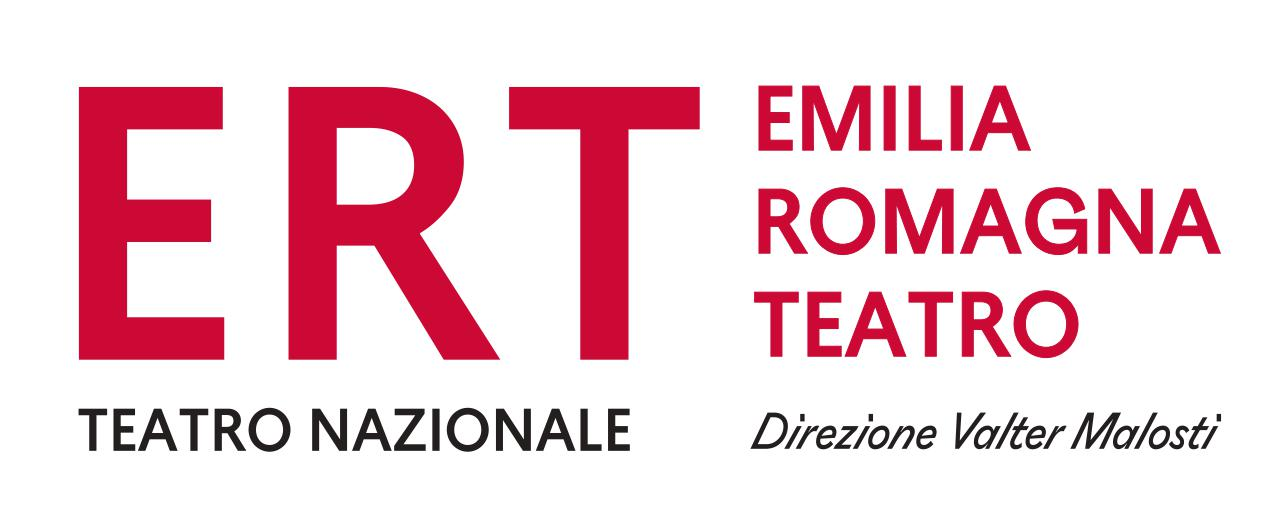 ERT
TEATRO NAZIONALE
EMILIA
ROMAGNA
TEATRO
Direzione Valter Malosti